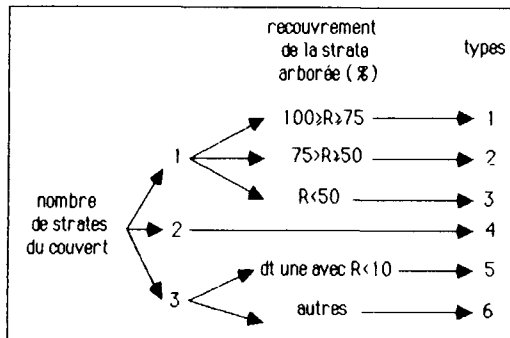 recouvrement
de la strate
arborée (%)
types
100≥R≥75
1
1
75>R≥50
2
R<50
3
nombre
de strates
du couvert
2
4
3
dt une avec R<10
5
autres
6